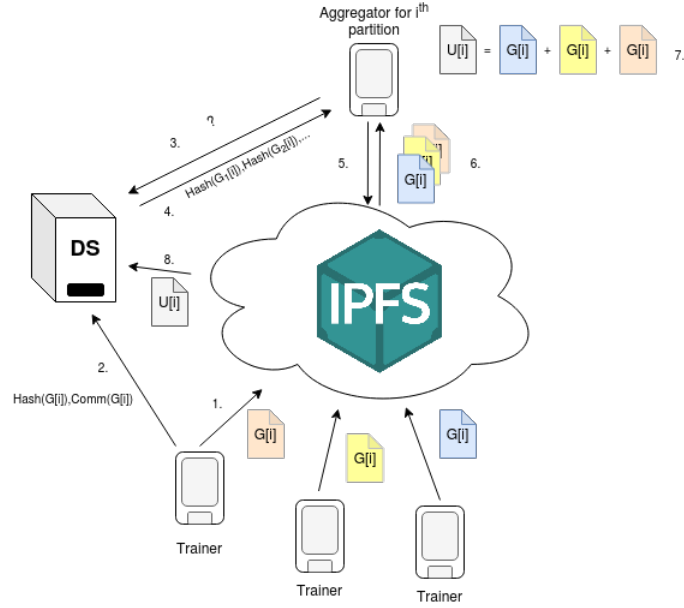 Aggregator for i^th
partition
U[i] = G[i] + G[i] + G[i] 7.
?
3.
Hash(G₁[i]),Hash(G₂[i]),...
4.
5.
G[i]
6.
DS
8.
U[i]
IPFS
2.
Hash(G[i]),Comm(G[i])
1.
G[i]
G[i]
G[i]
Trainer
Trainer
Trainer